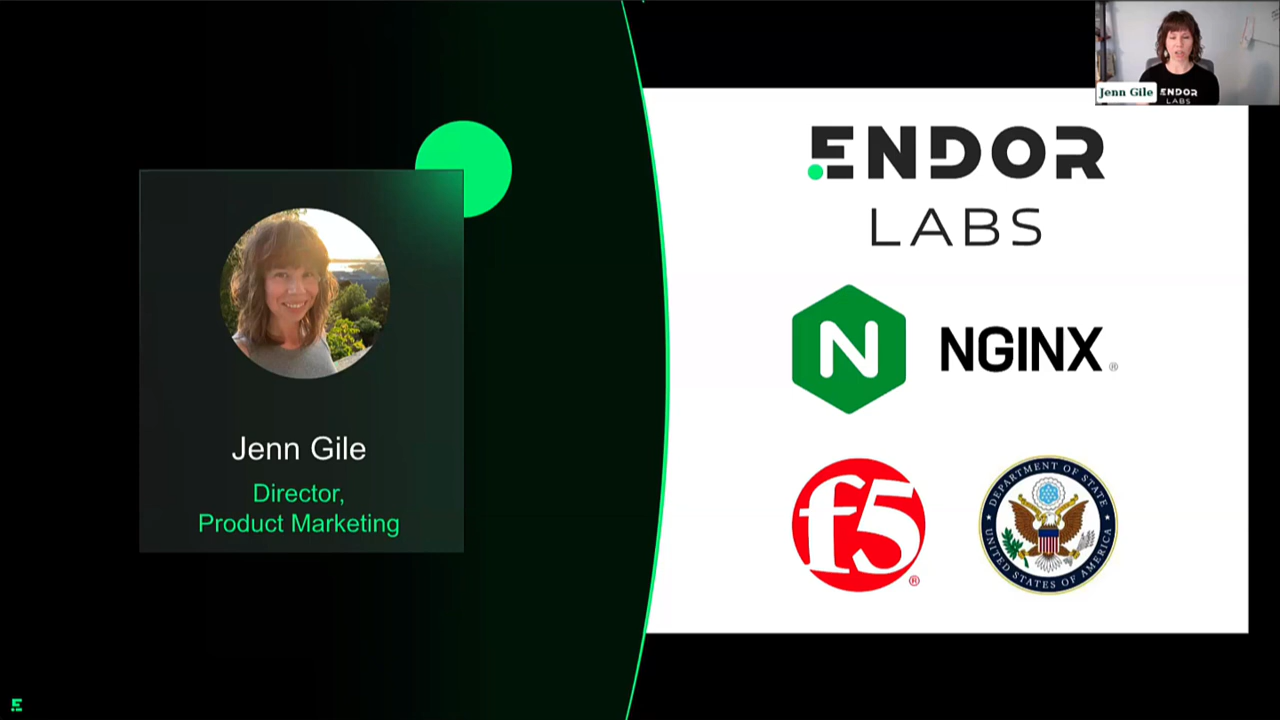 Jenn Gile
ENDOR
LABS
Jenn Gile
Director,
Product Marketing
ENDOR
LABS
N NGINX®
f5®
DEPARTMENT OF STATE
UNITED STATES OF AMERICA